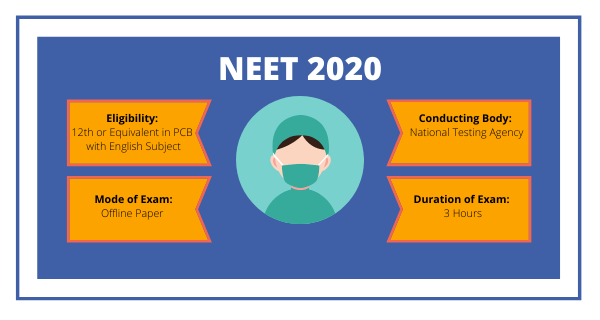 NEET 2020
Eligibility:
12th or Equivalent in PCB
with English Subject
Conducting Body:
National Testing Agency
Mode of Exam:
Offline Paper
Duration of Exam:
3 Hours